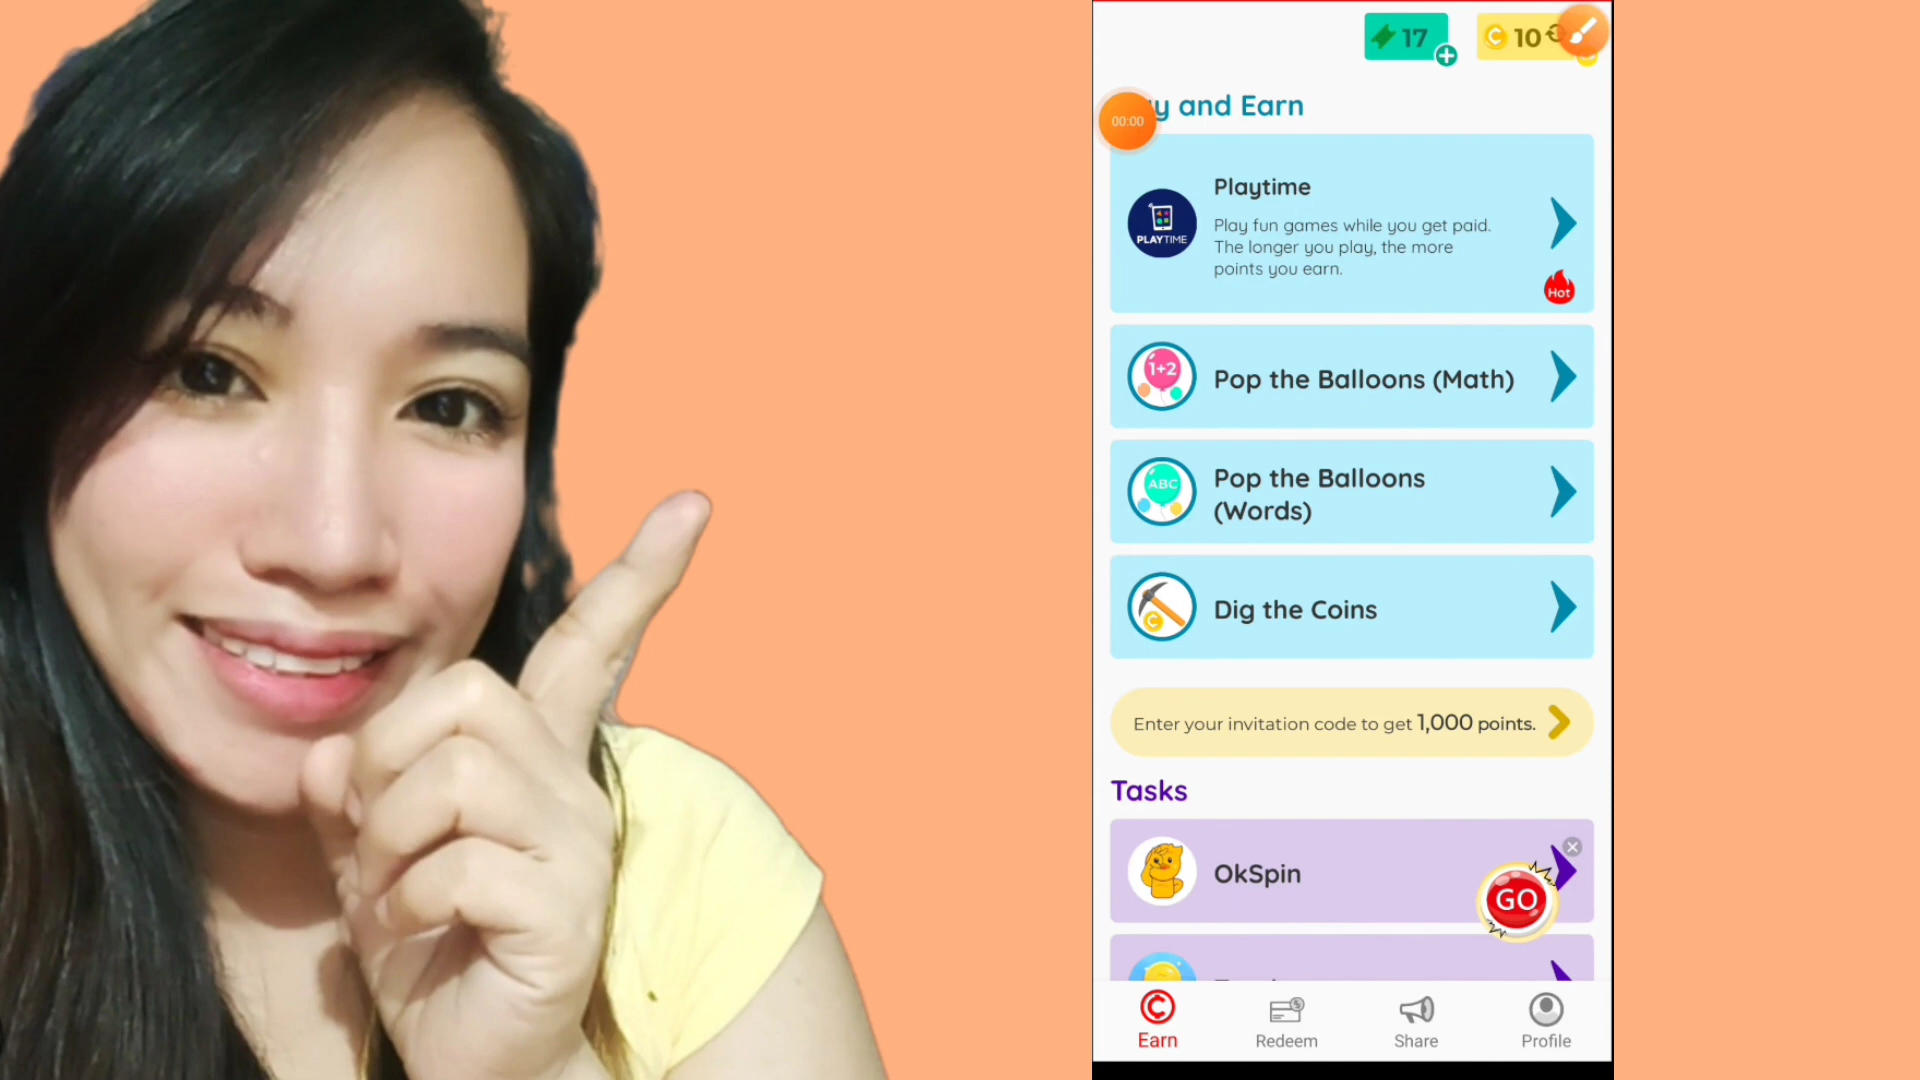 17
10
00:00
y and Earn
Playtime
PLAYTIME
Play fun games while you get paid.
The longer you play, the more
points you earn.
Hot
1+2
Pop the Balloons (Math)
ABC
Pop the Balloons
(Words)
Dig the Coins
Enter your invitation code to get 1,000 points.
Tasks
OkSpin
GO
Earn
Redeem
Share
Profile